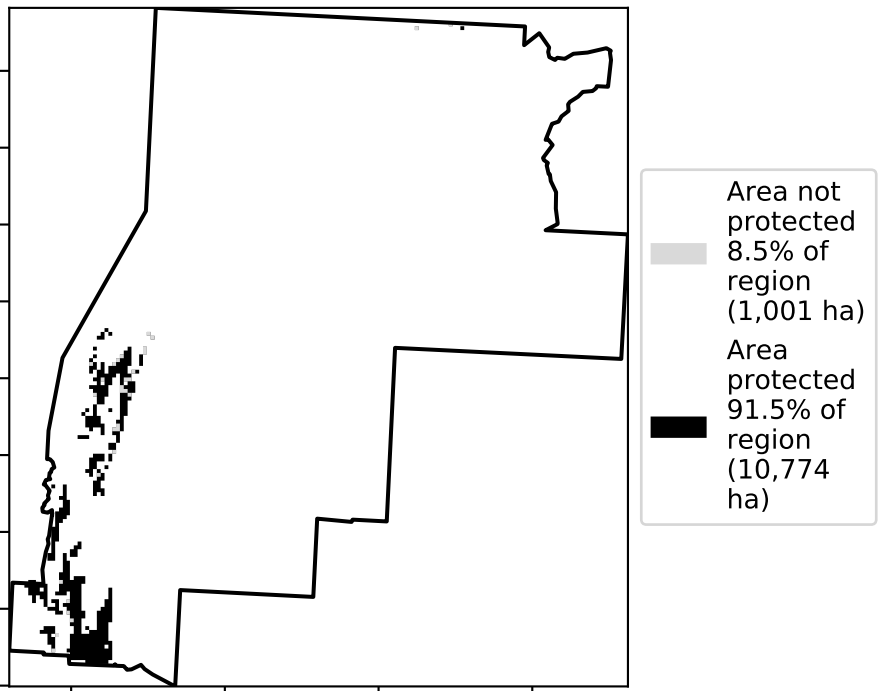 Area not
protected
8.5% of
region
(1,001 ha)
Area
protected
91.5% of
region
(10,774
ha)